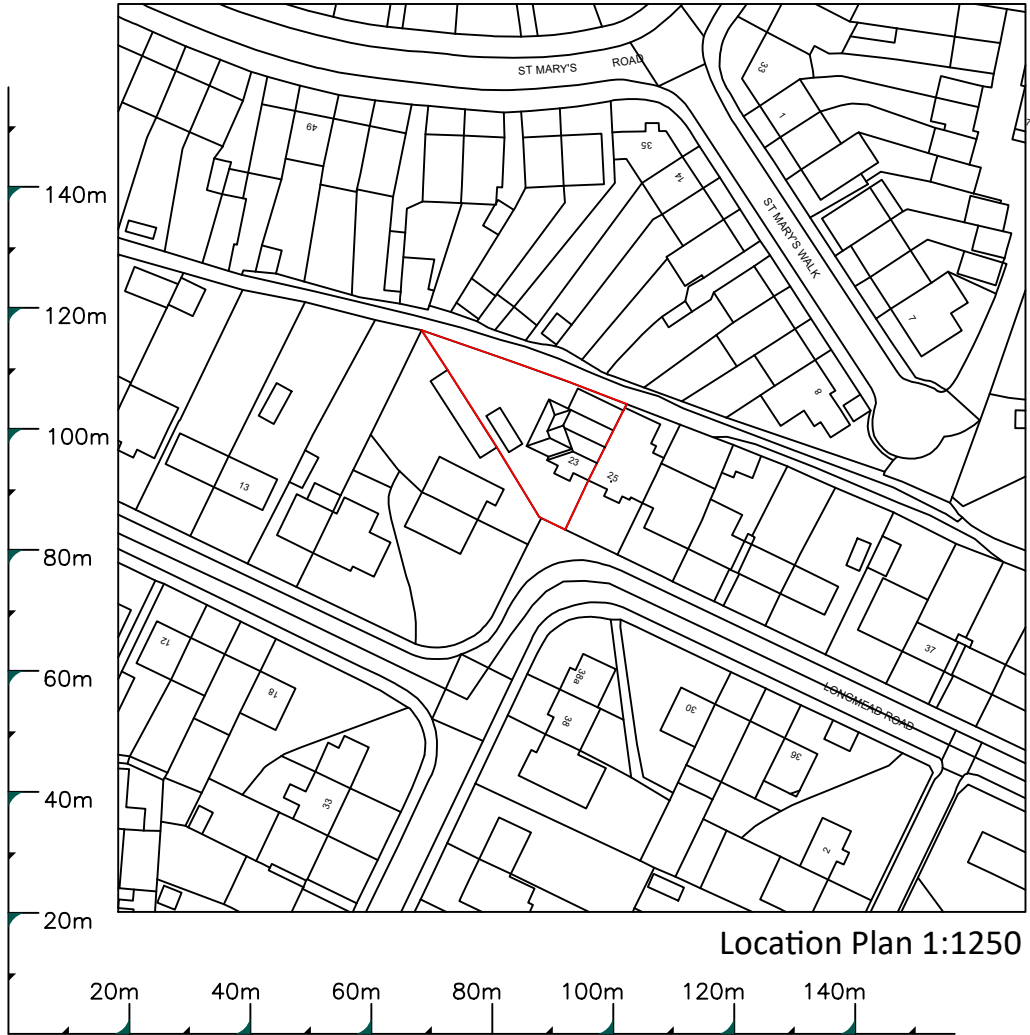 ST MARY'S ROAD
33
49
1
35
14
ST MARY'S WALK
140m
120m
7
8
100m
23
25
13
80m
12
37
60m
38a
18
30
LONGMEAD ROAD
38
36
40m
33
2
20m
Location Plan 1:1250
20m 40m 60m 80m 100m 120m 140m